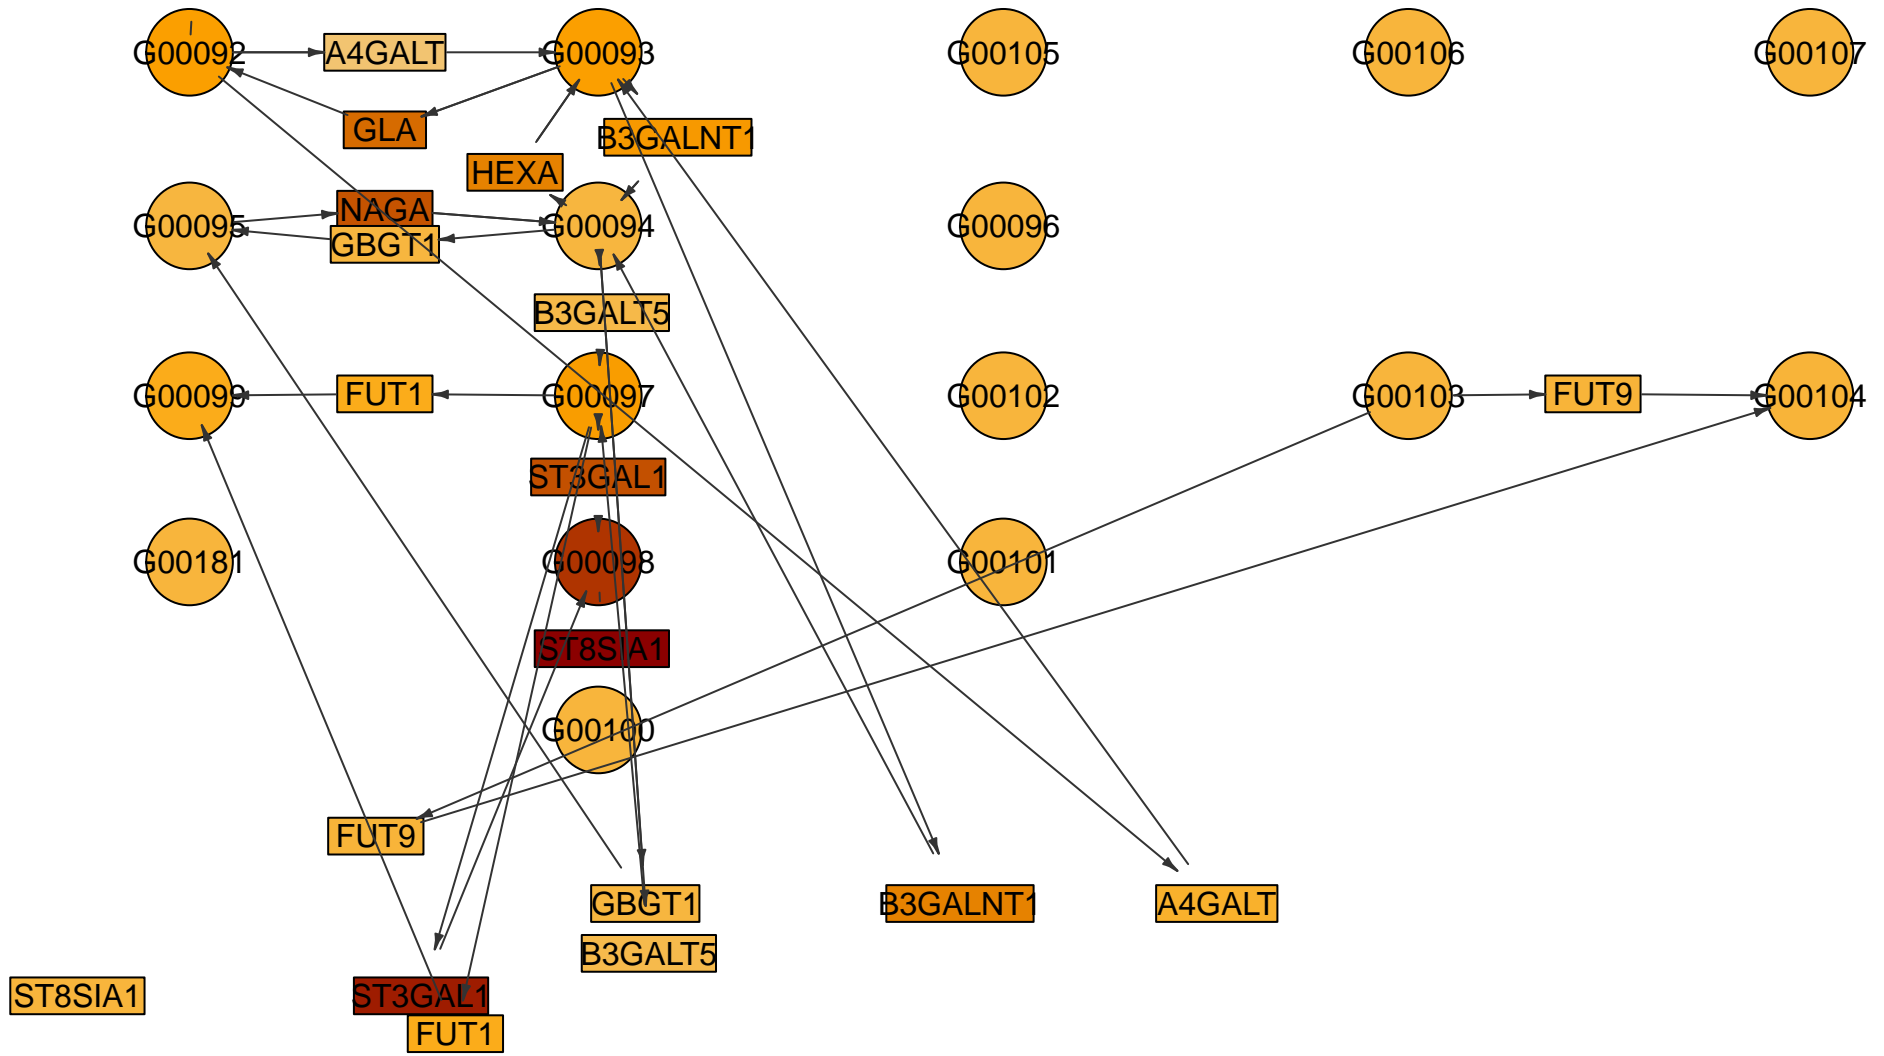 G00092
A4GALT
G00093
G00105
G00106
G00107
GLA
B3GALNT1
HEXA
G00095
NAGA
GBGT1
G00094
G00096
B3GALT5
G00099
FUT1
G00097
G00102
G00103
FUT9
G00104
ST3GAL1
G00181
G00098
G00101
ST8SIA1
G00100
FUT9
GBGT1
B3GALNT1
A4GALT
B3GALT5
ST8SIA1
ST3GAL1
FUT1